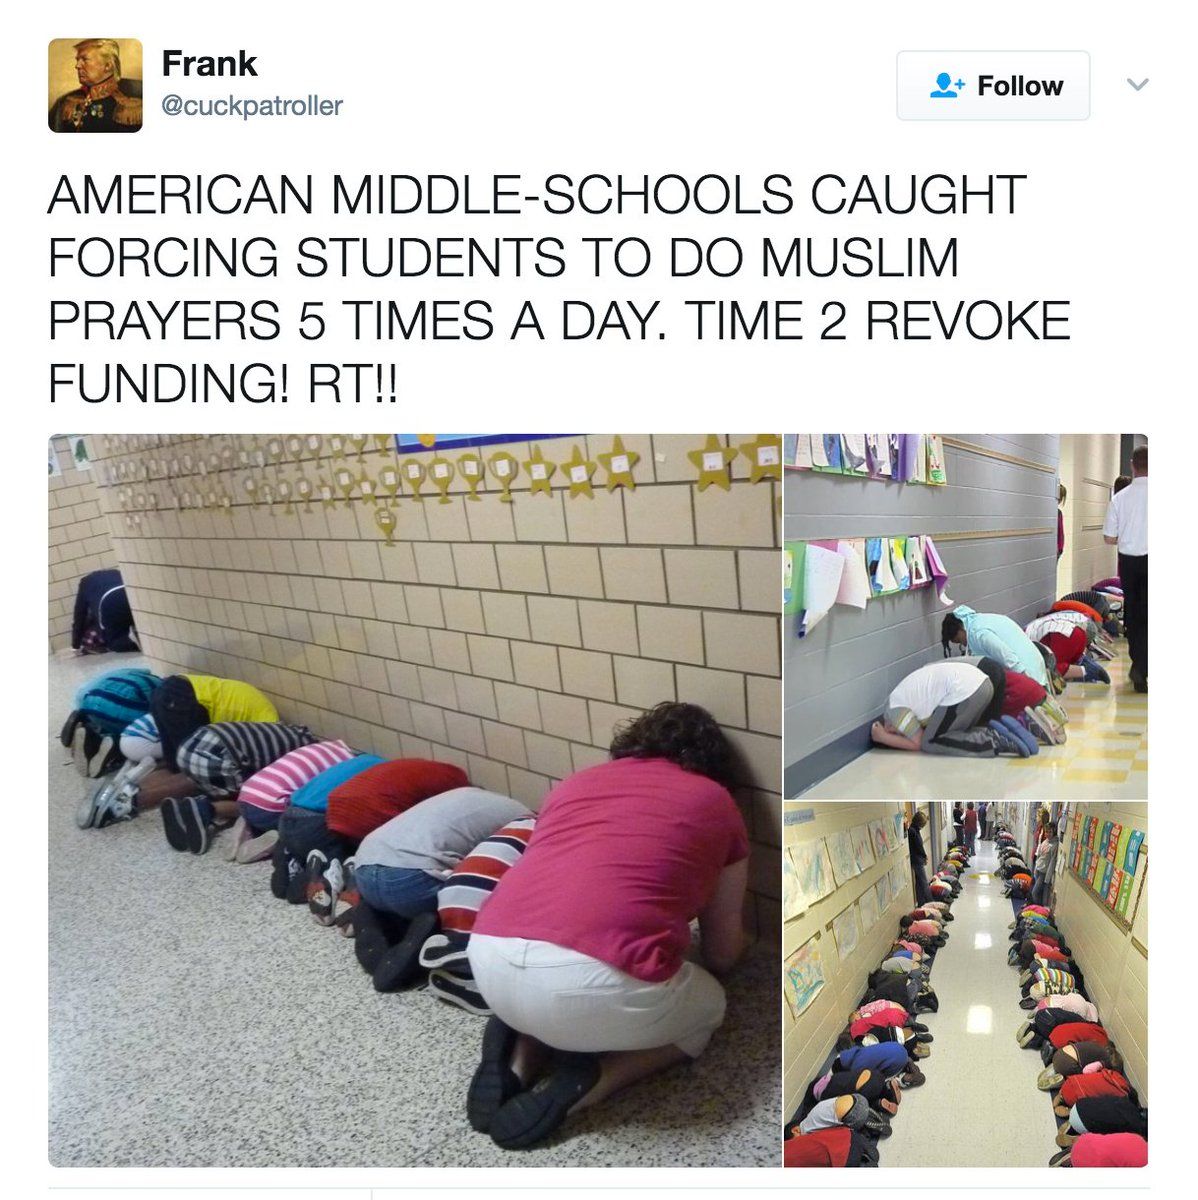 Frank
@cuckpatroller
Follow
AMERICAN MIDDLE-SCHOOLS CAUGHT
FORCING STUDENTS TO DO MUSLIM
PRAYERS 5 TIMES A DAY. TIME 2 REVOKE
FUNDING! RT!!